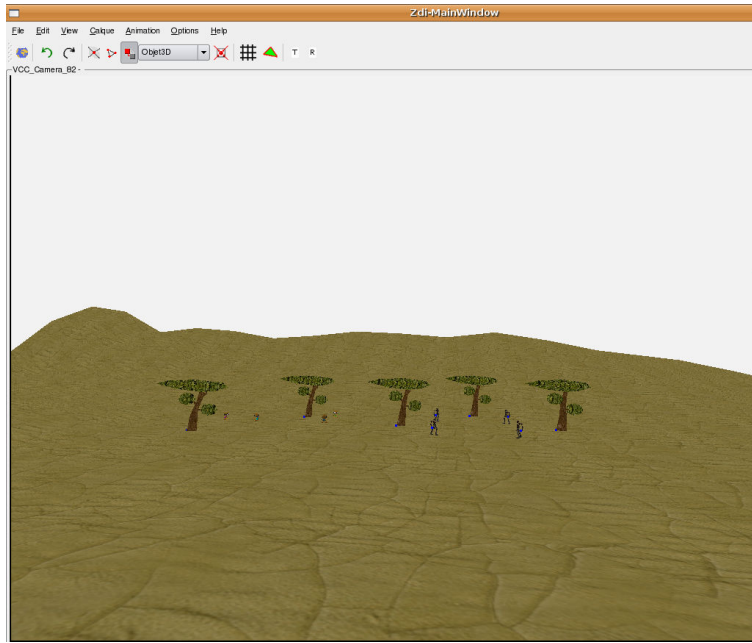 Zdi-MainWindow
File Edit View Calque Animation Options Help
Objet3D T R
VCC_Camera_82 -